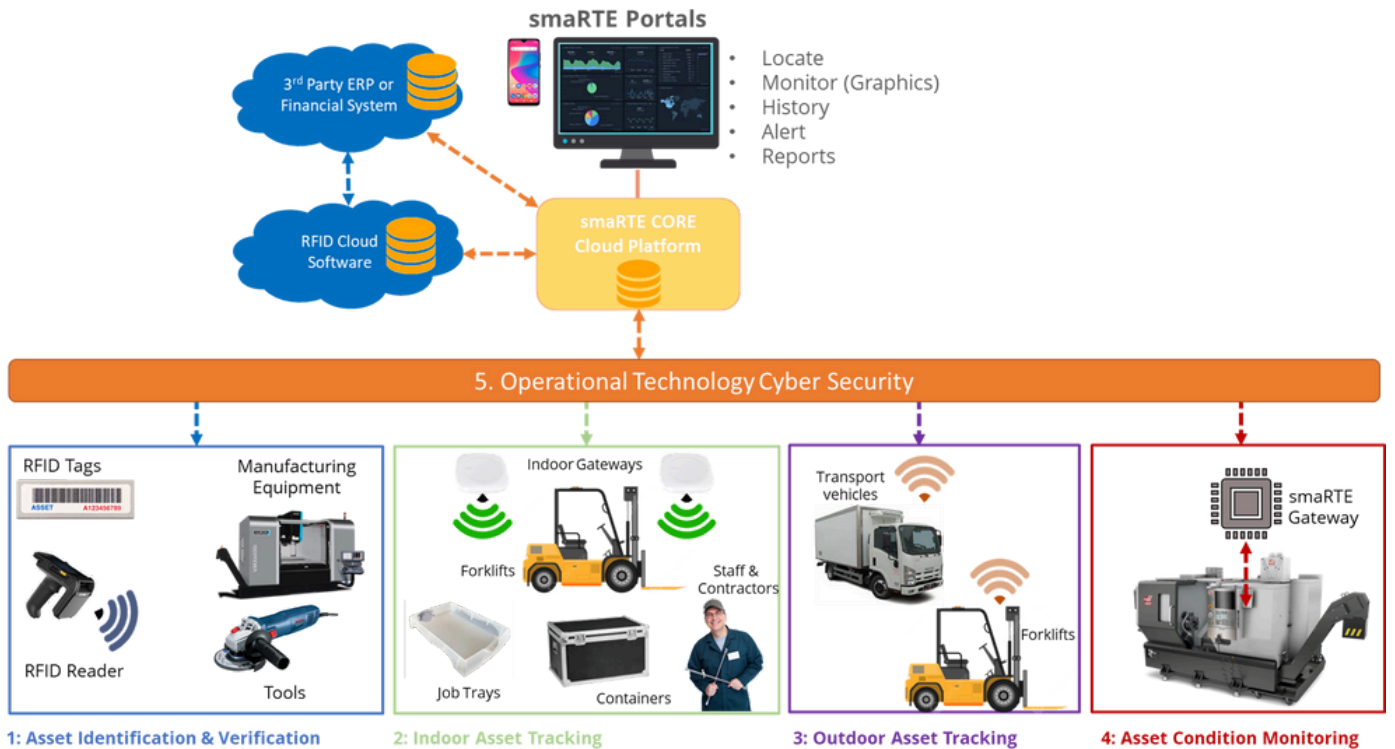 smaRTE Portals
3rd Party ERP or
Financial System
• Locate
• Monitor (Graphics)
• History
• Alert
• Reports
RFID Cloud
Software
smaRTE CORE
Cloud Platform
5. Operational Technology Cyber Security
RFID Tags
ASSET A123456789
RFID Reader
Manufacturing
Equipment
Tools
1: Asset Identification & Verification
Indoor Gateways
Forklifts
Staff &
Contractors
Job Trays
Containers
2: Indoor Asset Tracking
Transport
vehicles
Forklifts
3: Outdoor Asset Tracking
smaRTE
Gateway
4: Asset Condition Monitoring